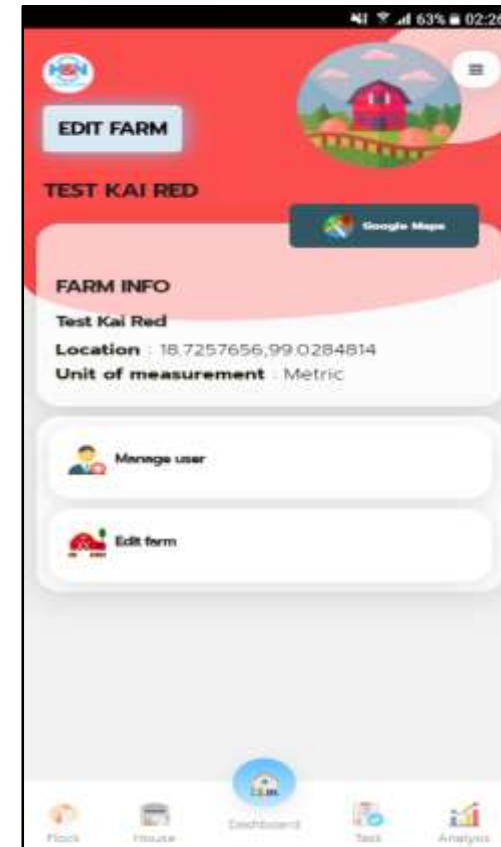 63% 02:26
HSN
EDIT FARM
TEST KAI RED
Google Maps
FARM INFO
Test Kai Red
Location : 18.7257656,99.0284814
Unit of measurement : Metric
Manage user
Edit farm
Flock House Dashboard Task Analysis